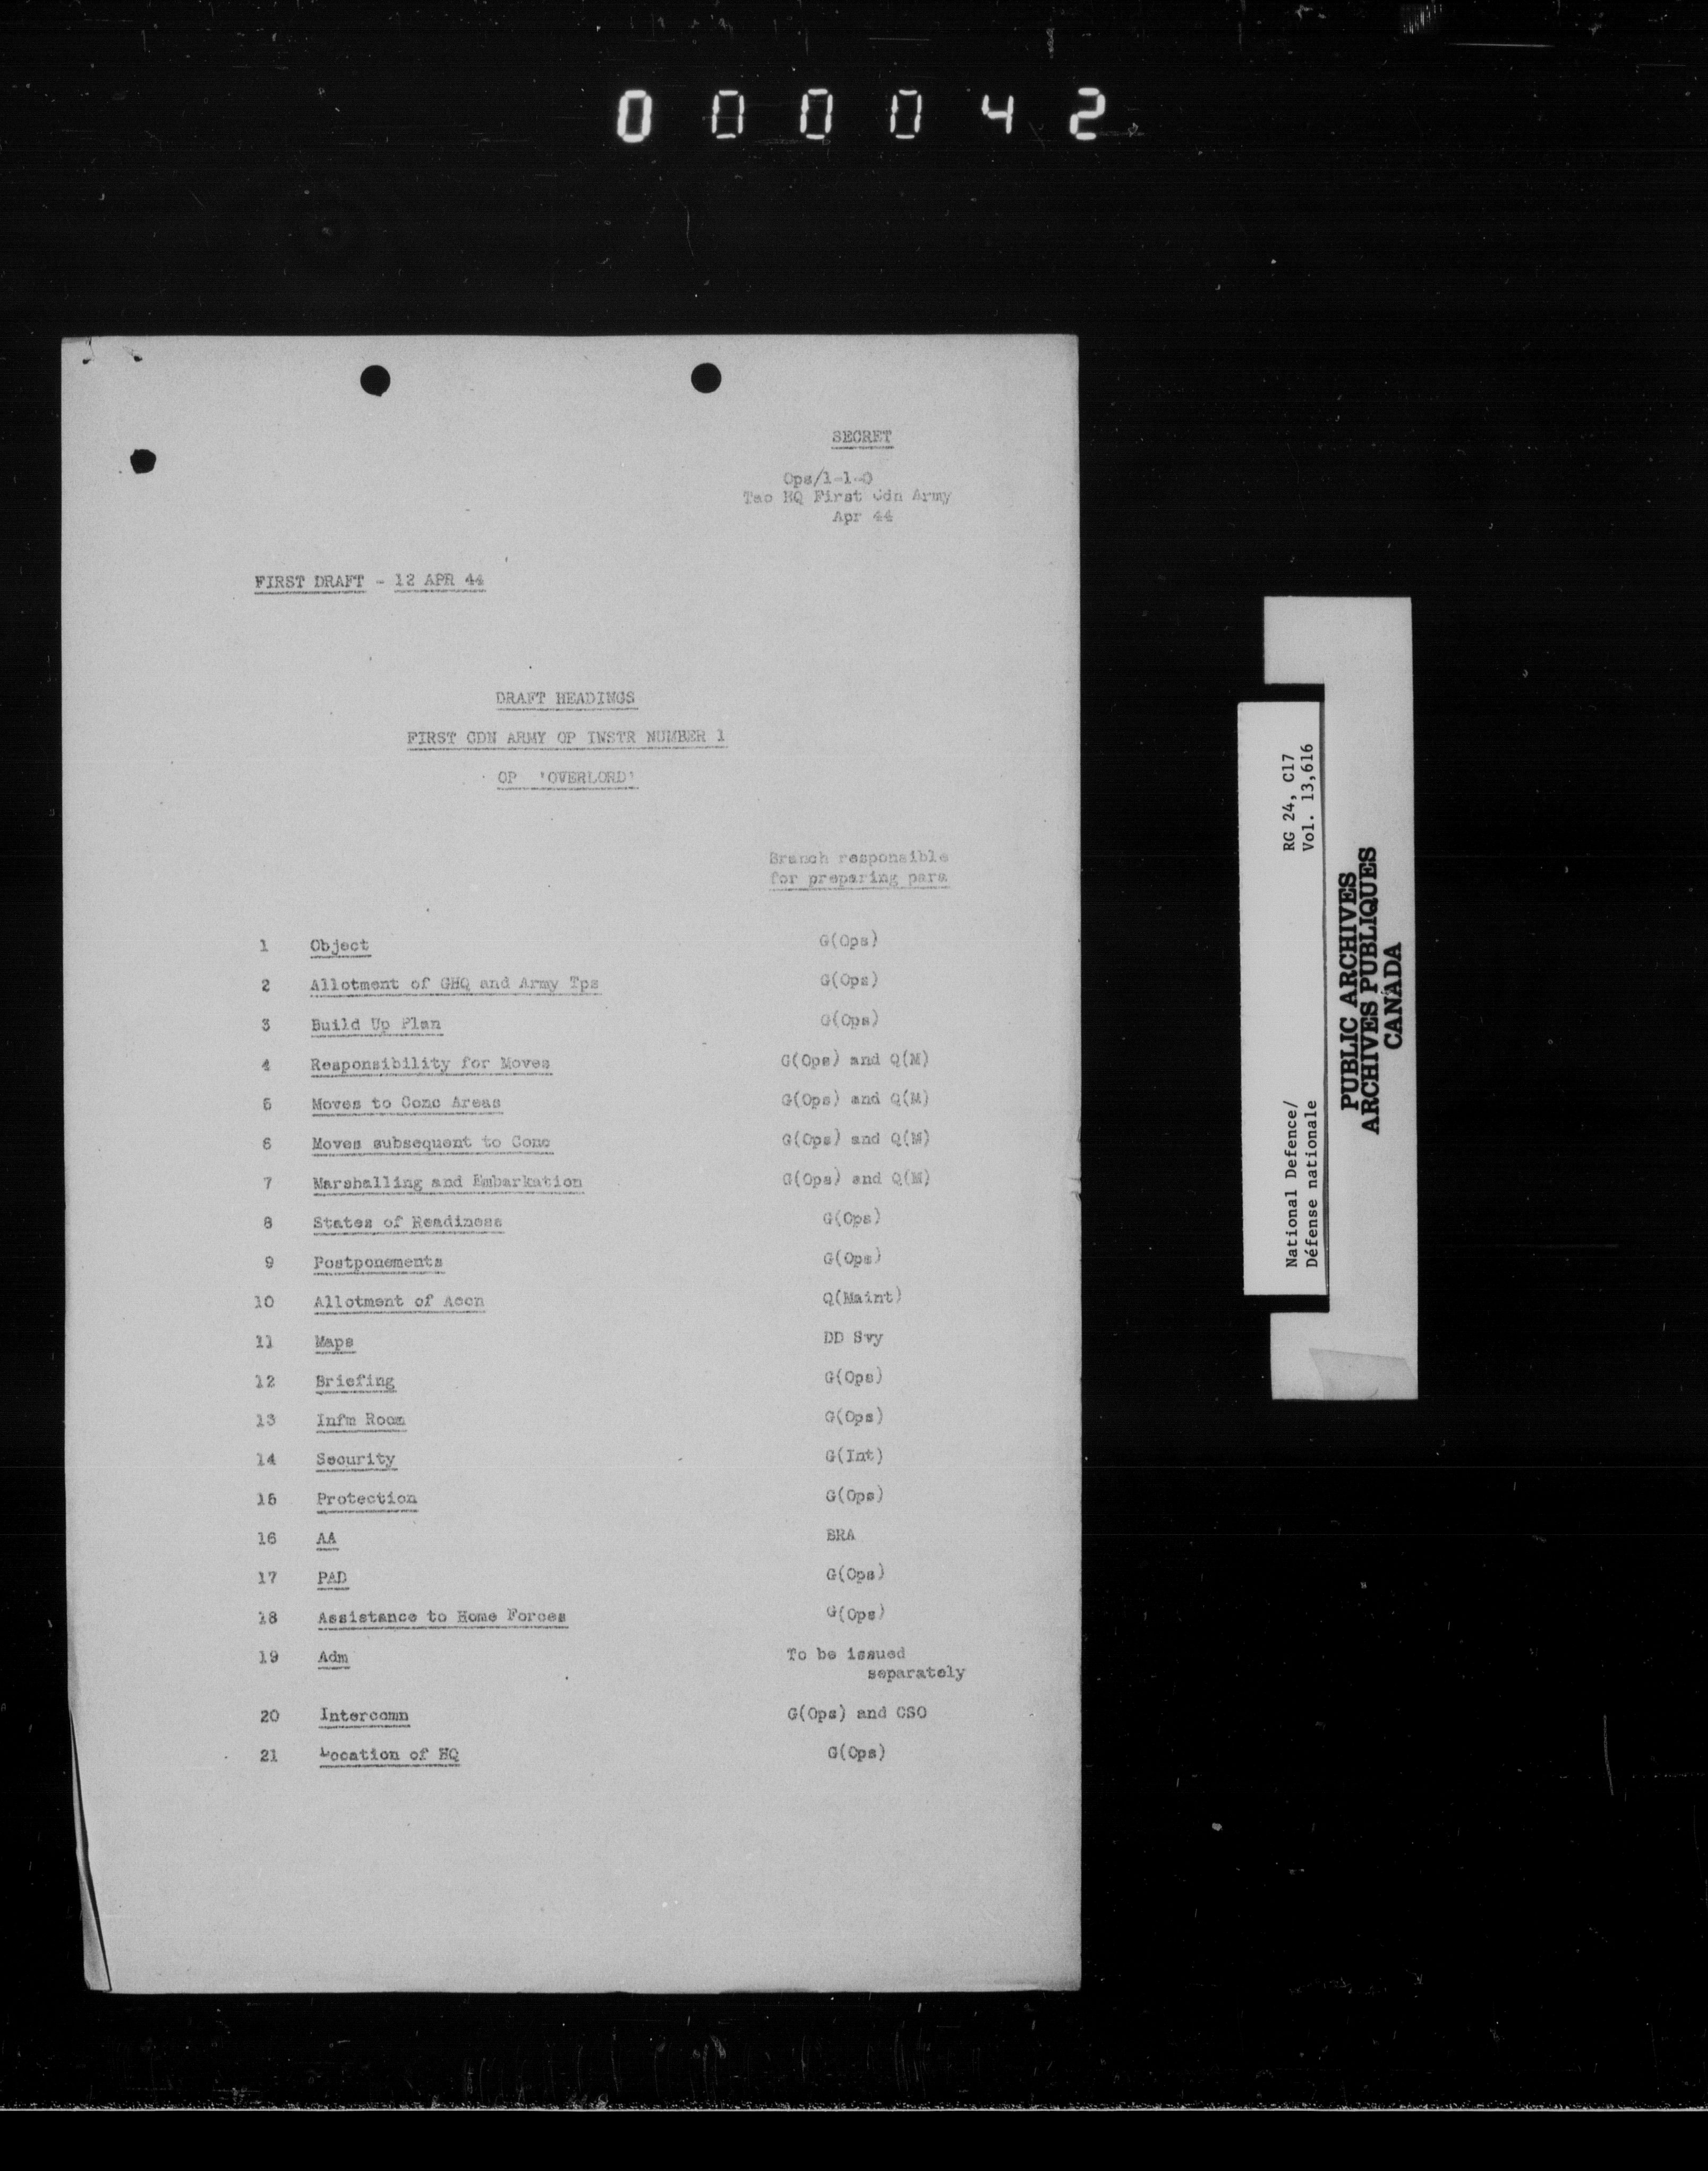 000042
SECRET
Ops/1-1-0
Tac HQ First Cdn Army
Apr 44
FIRST DRAFT - 12 APR 44
DRAFT HEADINGS
FIRST CDN ARMY OP INSTR NUMBER 1
OP 'OVERLORD'
Branch responsible
for preparing para
1 Object G(Ops)
2 Allotment of GHQ and Army Tps G(Ops)
3 Build Up Plan G(Ops)
4 Responsibility for Moves G(Ops) and Q(M)
5 Moves to Conc Areas G(Ops) and Q(M)
6 Moves subsequent to Conc G(Ops) and Q(M)
7 Marshalling and Embarkation G(Ops) and Q(M)
8 States of Readiness G(Ops)
9 Postponements G(Ops)
10 Allotment of Accn Q(Maint)
11 Maps DD Svy
12 Briefing G(Ops)
13 Infm Room G(Ops)
14 Security G(Int)
15 Protection G(Ops)
16 AA BRA
17 PAD G(Ops)
18 Assistance to Home Forces G(Ops)
19 Adm To be issued
separately
20 Intercomn G(Ops) and CSO
21 Location of HQ G(Ops)
National Defence/ RG 24, C17
Défense nationale Vol. 13,616
PUBLIC ARCHIVES
ARCHIVES PUBLIQUES
CANADA